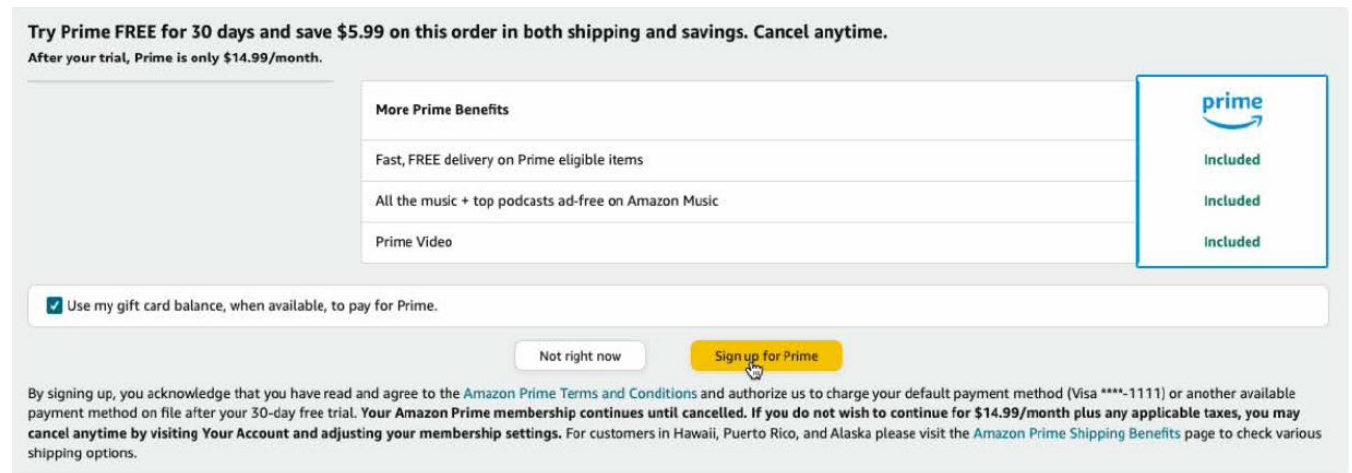 Try Prime FREE for 30 days and save $5.99 on this order in both shipping and savings. Cancel anytime.
After your trial, Prime is only $14.99/month.
More Prime Benefits
prime
Fast, FREE delivery on Prime eligible items
Included
All the music + top podcasts ad-free on Amazon Music
Included
Prime Video
Included
Use my gift card balance, when available, to pay for Prime.
Not right now
Sign up for Prime
By signing up, you acknowledge that you have read and agree to the Amazon Prime Terms and Conditions and authorize us to charge your default payment method (Visa ****-1111) or another available
payment method on file after your 30-day free trial. Your Amazon Prime membership continues until cancelled. If you do not wish to continue for $14.99/month plus any applicable taxes, you may
cancel anytime by visiting Your Account and adjusting your membership settings. For customers in Hawaii, Puerto Rico, and Alaska please visit the Amazon Prime Shipping Benefits page to check various
shipping options.